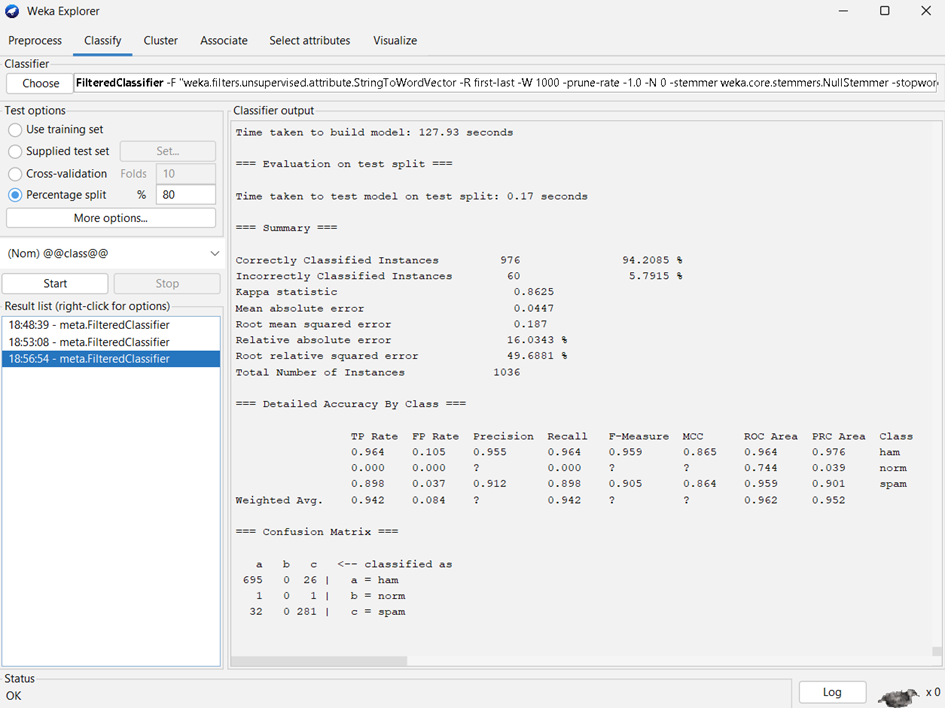 Weka Explorer
Preprocess Classify Cluster Associate Select attributes Visualize
Classifier
Choose FilteredClassifier -F "weka.filters.unsupervised.attribute.StringToWordVector -R first-last -W 1000 -prune-rate -1.0 -N 0 -stemmer weka.core.stemmers.NullStemmer -stopwor
Test options
Use training set
Supplied test set Set...
Cross-validation Folds 10
Percentage split % 80
More options...
(Nom) @@class@@
Start Stop
Result list (right-click for options)
18:48:39 - meta.FilteredClassifier
18:53:08 - meta.FilteredClassifier
18:56:54 - meta.FilteredClassifier
Classifier output
Time taken to build model: 127.93 seconds
=== Evaluation on test split ===
Time taken to test model on test split: 0.17 seconds
=== Summary ===
Correctly Classified Instances 976 94.2085 %
Incorrectly Classified Instances 60 5.7915 %
Kappa statistic 0.8625
Mean absolute error 0.0447
Root mean squared error 0.187
Relative absolute error 16.0343 %
Root relative squared error 49.6881 %
Total Number of Instances 1036
=== Detailed Accuracy By Class ===
TP Rate FP Rate Precision Recall F-Measure MCC ROC Area PRC Area Class
0.964 0.105 0.955 0.964 0.959 0.865 0.964 0.976 ham
0.000 0.000 ? 0.000 ? ? 0.744 0.039 norm
0.898 0.037 0.912 0.898 0.905 0.864 0.959 0.901 spam
Weighted Avg. 0.942 0.084 ? 0.942 ? ? 0.962 0.952
=== Confusion Matrix ===
a b c <-- classified as
695 0 26 | a = ham
1 0 1 | b = norm
32 0 281 | c = spam
Status
OK
Log x 0